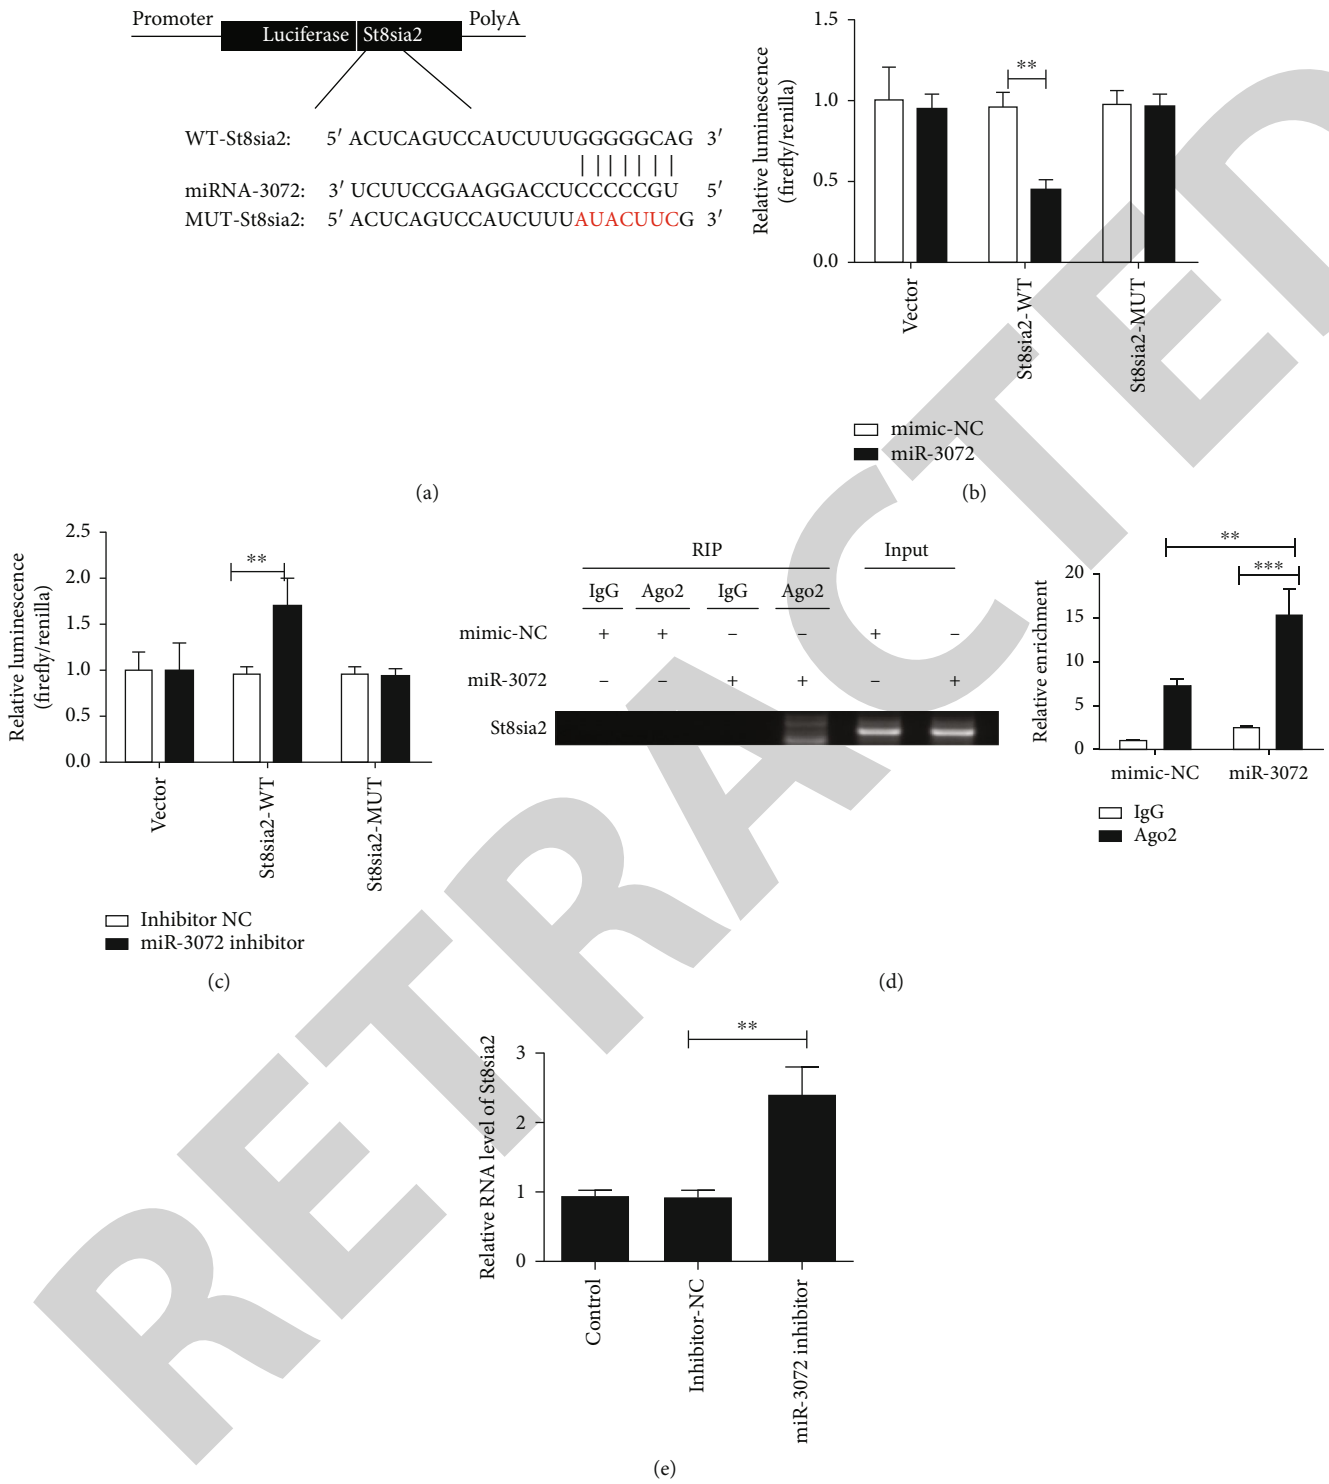 Promoter
PolyA
Luciferase St8sia2
WT-St8sia2: 5′ ACUCAGUCCAUCUUUGGGGGCAG 3′
miRNA-3072: 3′ UCUUCCGAAGGACCUCCCCCGU 5′
MUT-St8sia2: 5′ ACUCAGUCCAUCUUUAUACUUCG 3′
(a)
Relative luminescence
(firefly/renilla)
1.5
1.0
0.5
0.0
**
Vector
St8sia2-WT
St8sia2-MUT
mimic-NC
miR-3072
(b)
Relative luminescence
(firefly/renilla)
2.5
2.0
1.5
1.0
0.5
0.0
**
Vector
St8sia2-WT
St8sia2-MUT
Inhibitor NC
miR-3072 inhibitor
(c)
RIP Input
IgG Ago2 IgG Ago2
mimic-NC + + – – + –
miR-3072 – – + + – +
St8sia2
Relative enrichment
20
15
10
5
0
**
***
mimic-NC miR-3072
IgG
Ago2
(d)
Relative RNA level of St8sia2
3
2
1
0
**
Control
Inhibitor-NC
miR-3072 inhibitor
(e)
RETRACTED